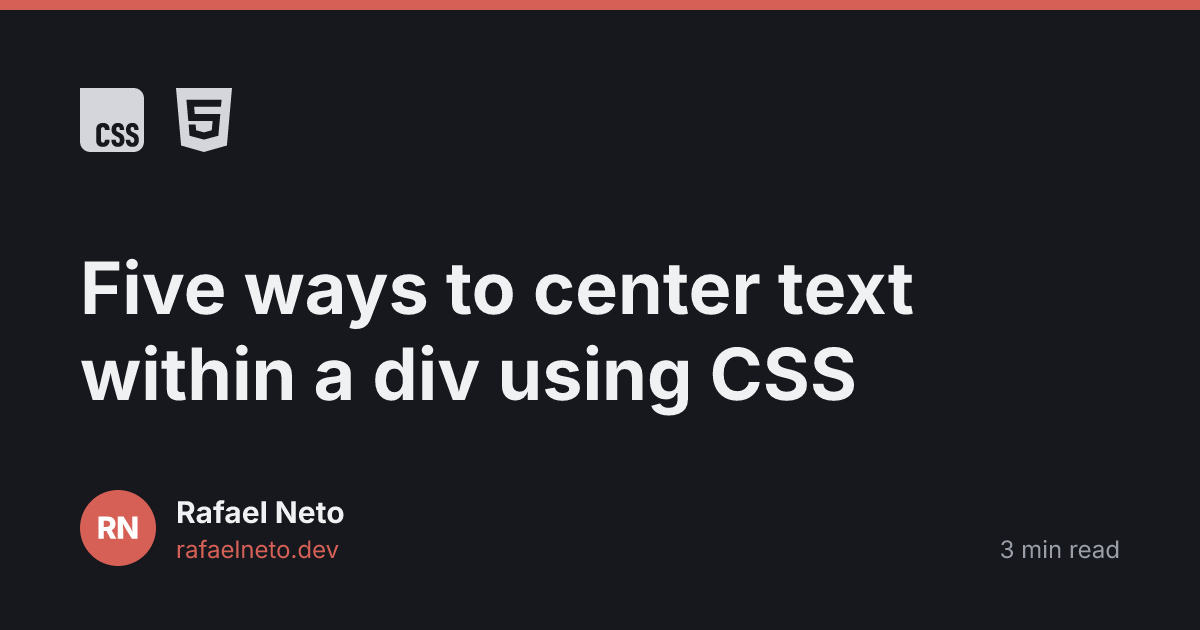 CSS
5
Five ways to center text
within a div using CSS
RN
Rafael Neto
rafaelneto.dev
3 min read